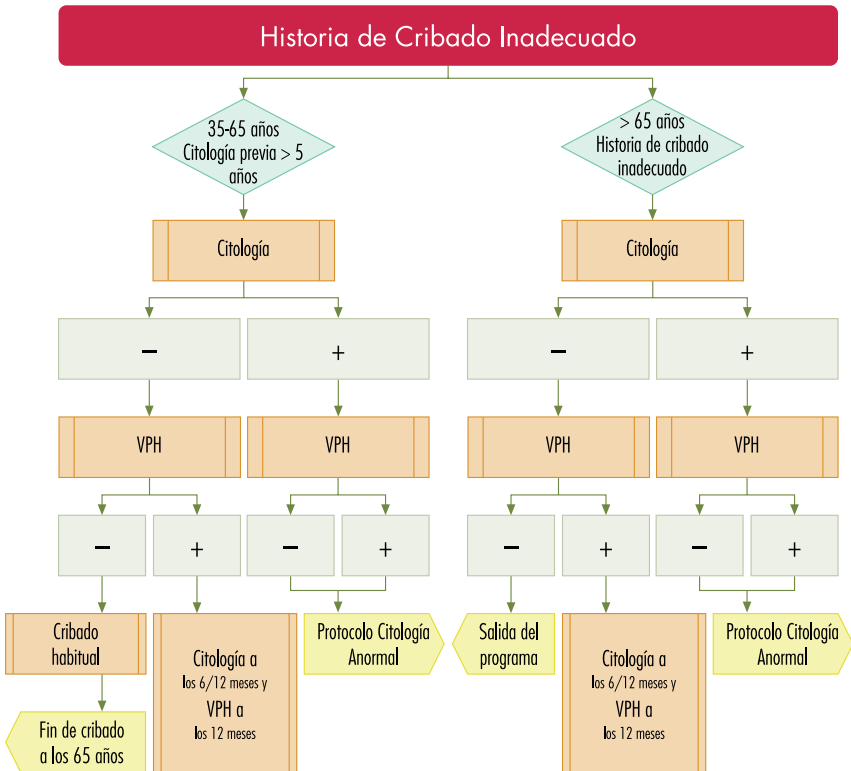 Historia de Cribado Inadecuado
35-65 años
Citología previa > 5
años
> 65 años
Historia de cribado
inadecuado
Citología
Citología
–
+
–
+
VPH
VPH
VPH
VPH
–
+
–
+
–
+
–
+
Cribado
habitual
Citología a
los 6/12 meses y
VPH a
los 12 meses
Protocolo Citología
Anormal
Salida del
programa
Citología a
los 6/12 meses y
VPH a
los 12 meses
Protocolo Citología
Anormal
Fin de cribado
a los 65 años